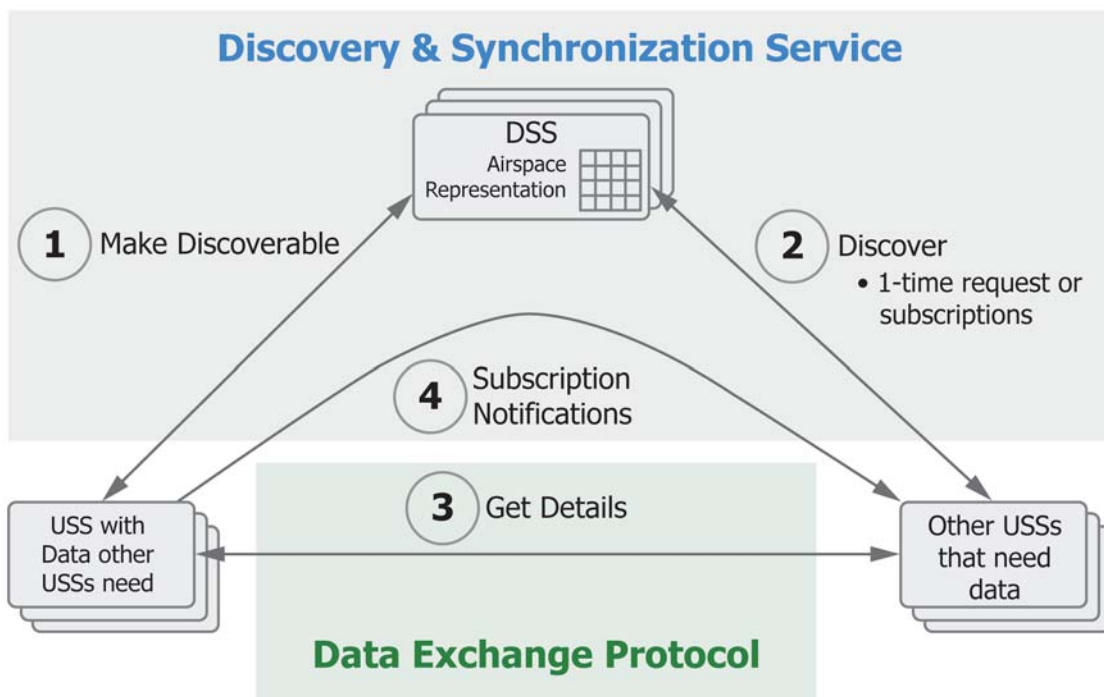 Discovery & Synchronization Service
DSS
Airspace
Representation
1
Make Discoverable
2
Discover
• 1-time request or
subscriptions
4
Subscription
Notifications
3
Get Details
USS with
Data other
USSs need
Other USSs
that need
data
Data Exchange Protocol